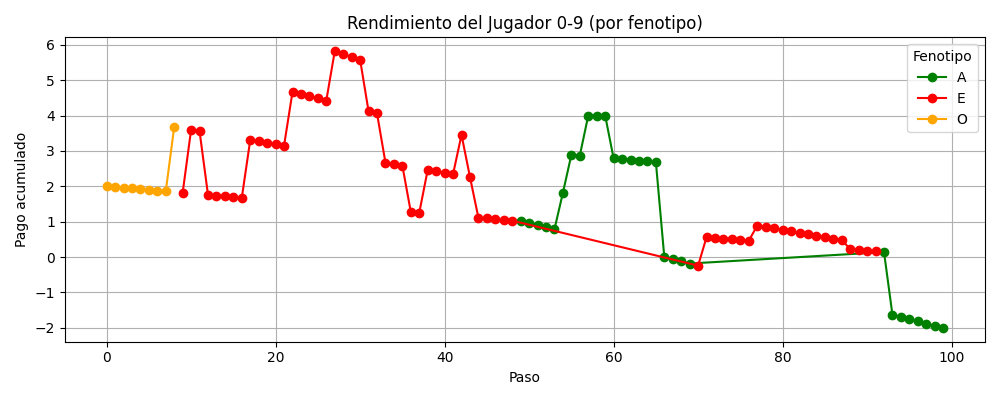 Rendimiento del Jugador 0-9 (por fenotipo)
Pago acumulado
6
5
4
3
2
1
0
−1
−2
0
20
40
60
80
100
Paso
Fenotipo
A
E
O